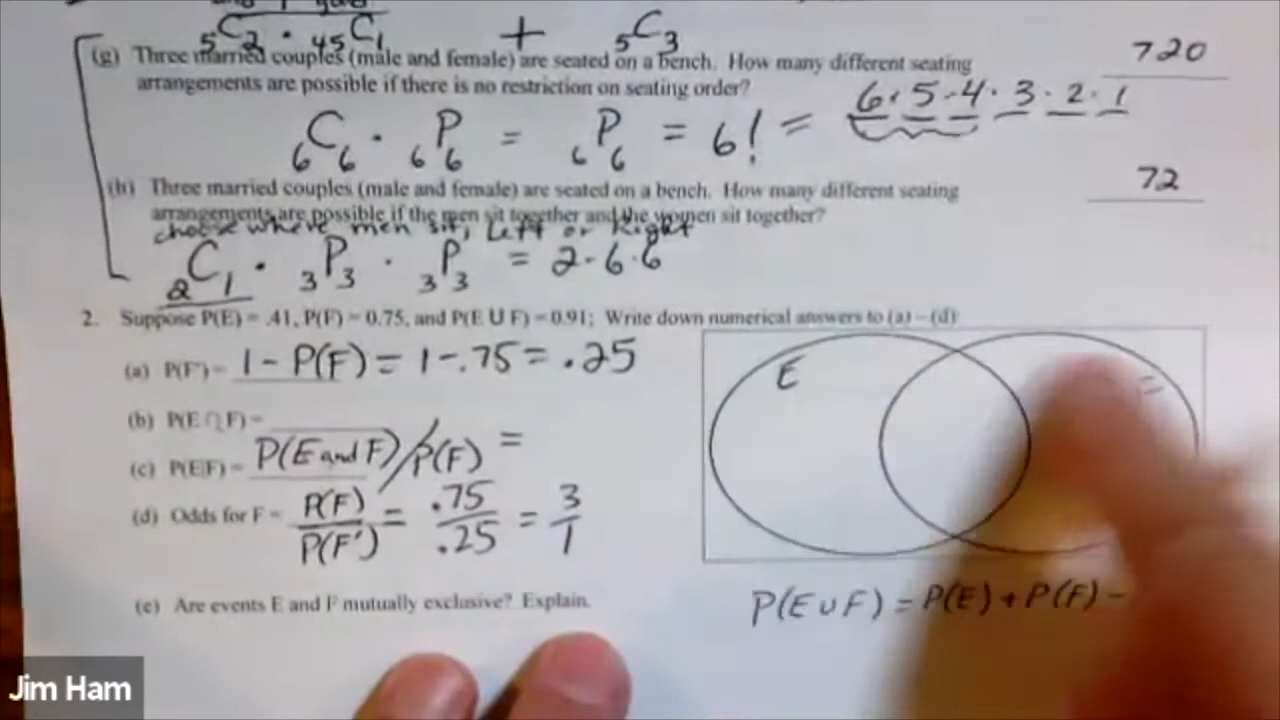 5C2 · 45C1 + 5C3
(g) Three married couples (male and female) are seated on a bench. How many different seating
arrangements are possible if there is no restriction on seating order?
720
6C6 · 6P6 = 6P6 = 6! = 6 · 5 · 4 · 3 · 2 · 1
(h) Three married couples (male and female) are seated on a bench. How many different seating
arrangements are possible if the men sit together and the women sit together?
72
choose where men sit, Left or Right
2C1 · 3P3 · 3P3 = 2·6·6
2. Suppose P(E) = .41, P(F) = 0.75, and P(E U F) = 0.91; Write down numerical answers to (a) – (d)
(a) P(F') = 1 - P(F) = 1 - .75 = .25
E
(b) P(E ∩ F) =
(c) P(E|F) = P(E and F)/P(F) =
(d) Odds for F = P(F)/P(F') = .75/.25 = 3/1
(e) Are events E and F mutually exclusive? Explain.
P(E ∪ F) = P(E) + P(F) -
Jim Ham